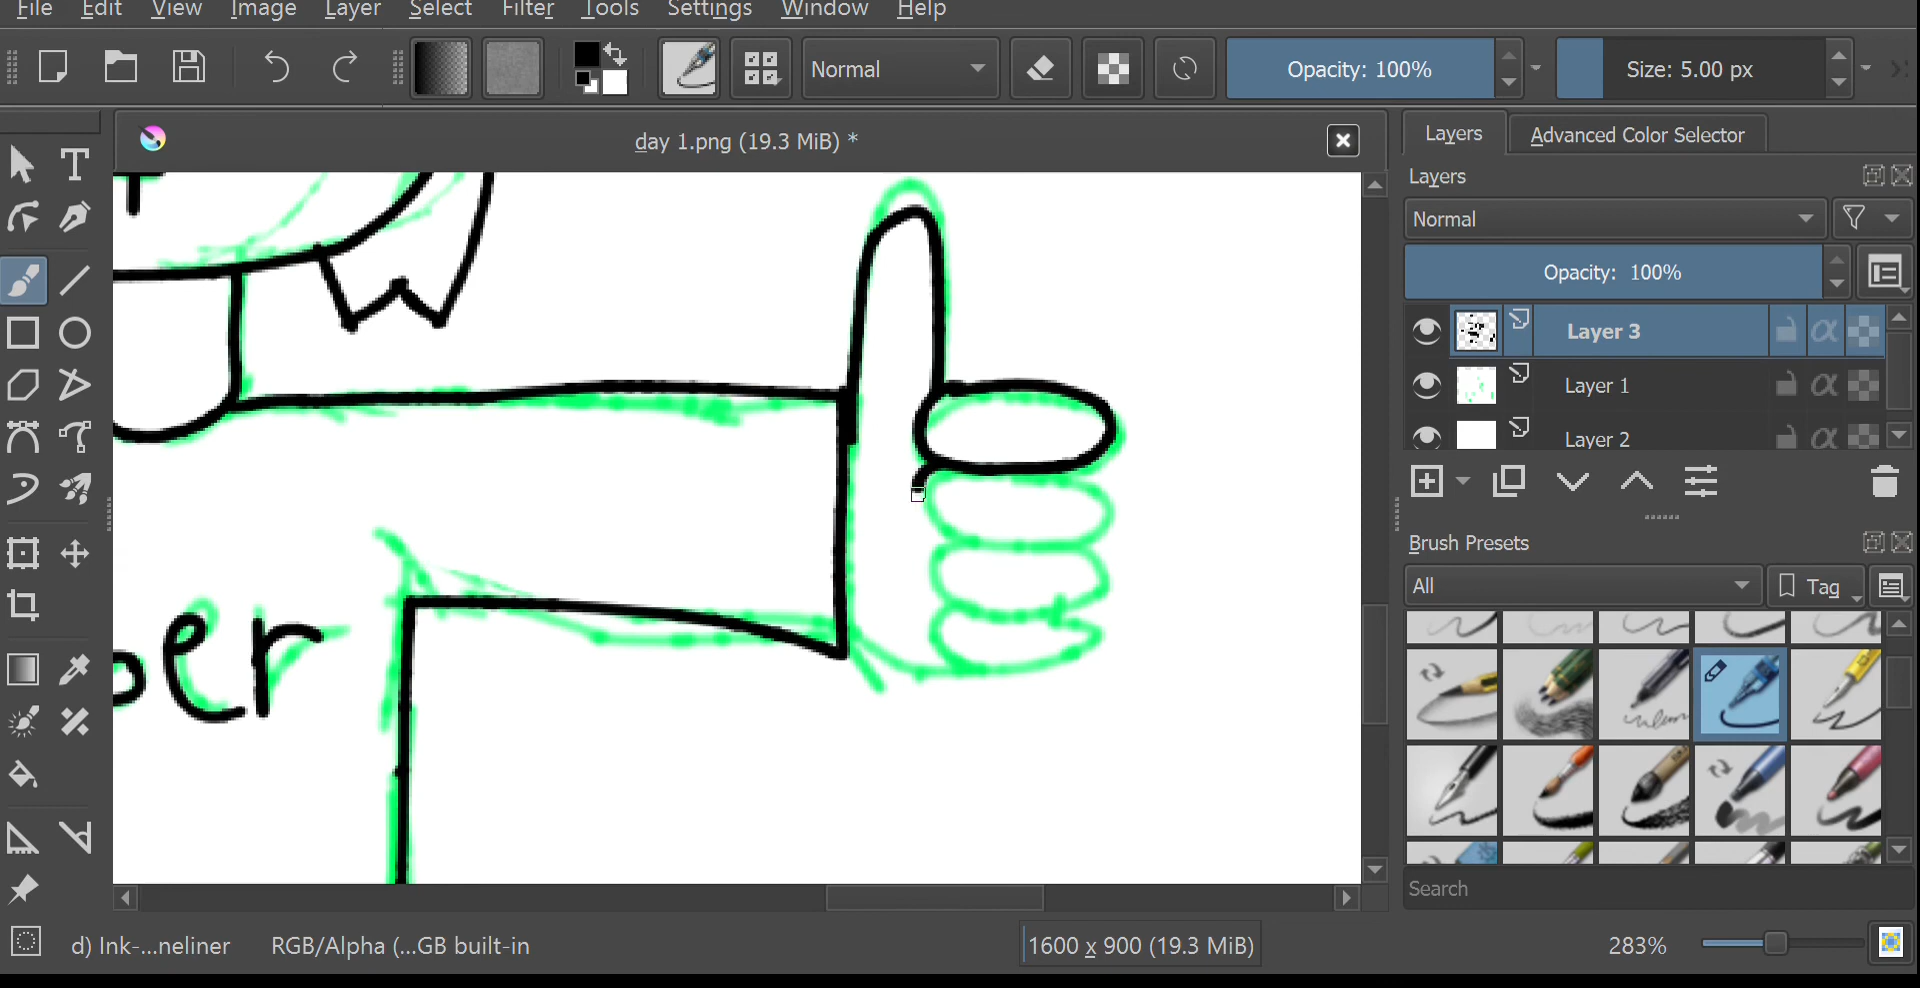 File Edit View Image Layer Select Filter Tools Settings Window Help
Normal Opacity: 100% Size: 5.00 px
day 1.png (19.3 MiB) *
Layers Advanced Color Selector
Layers
Normal
Opacity: 100%
Layer 3
Layer 1
Layer 2
Brush Presets
All Tag
er
Search
d) Ink-...neliner RGB/Alpha (...GB built-in 1600 x 900 (19.3 MiB) 283%